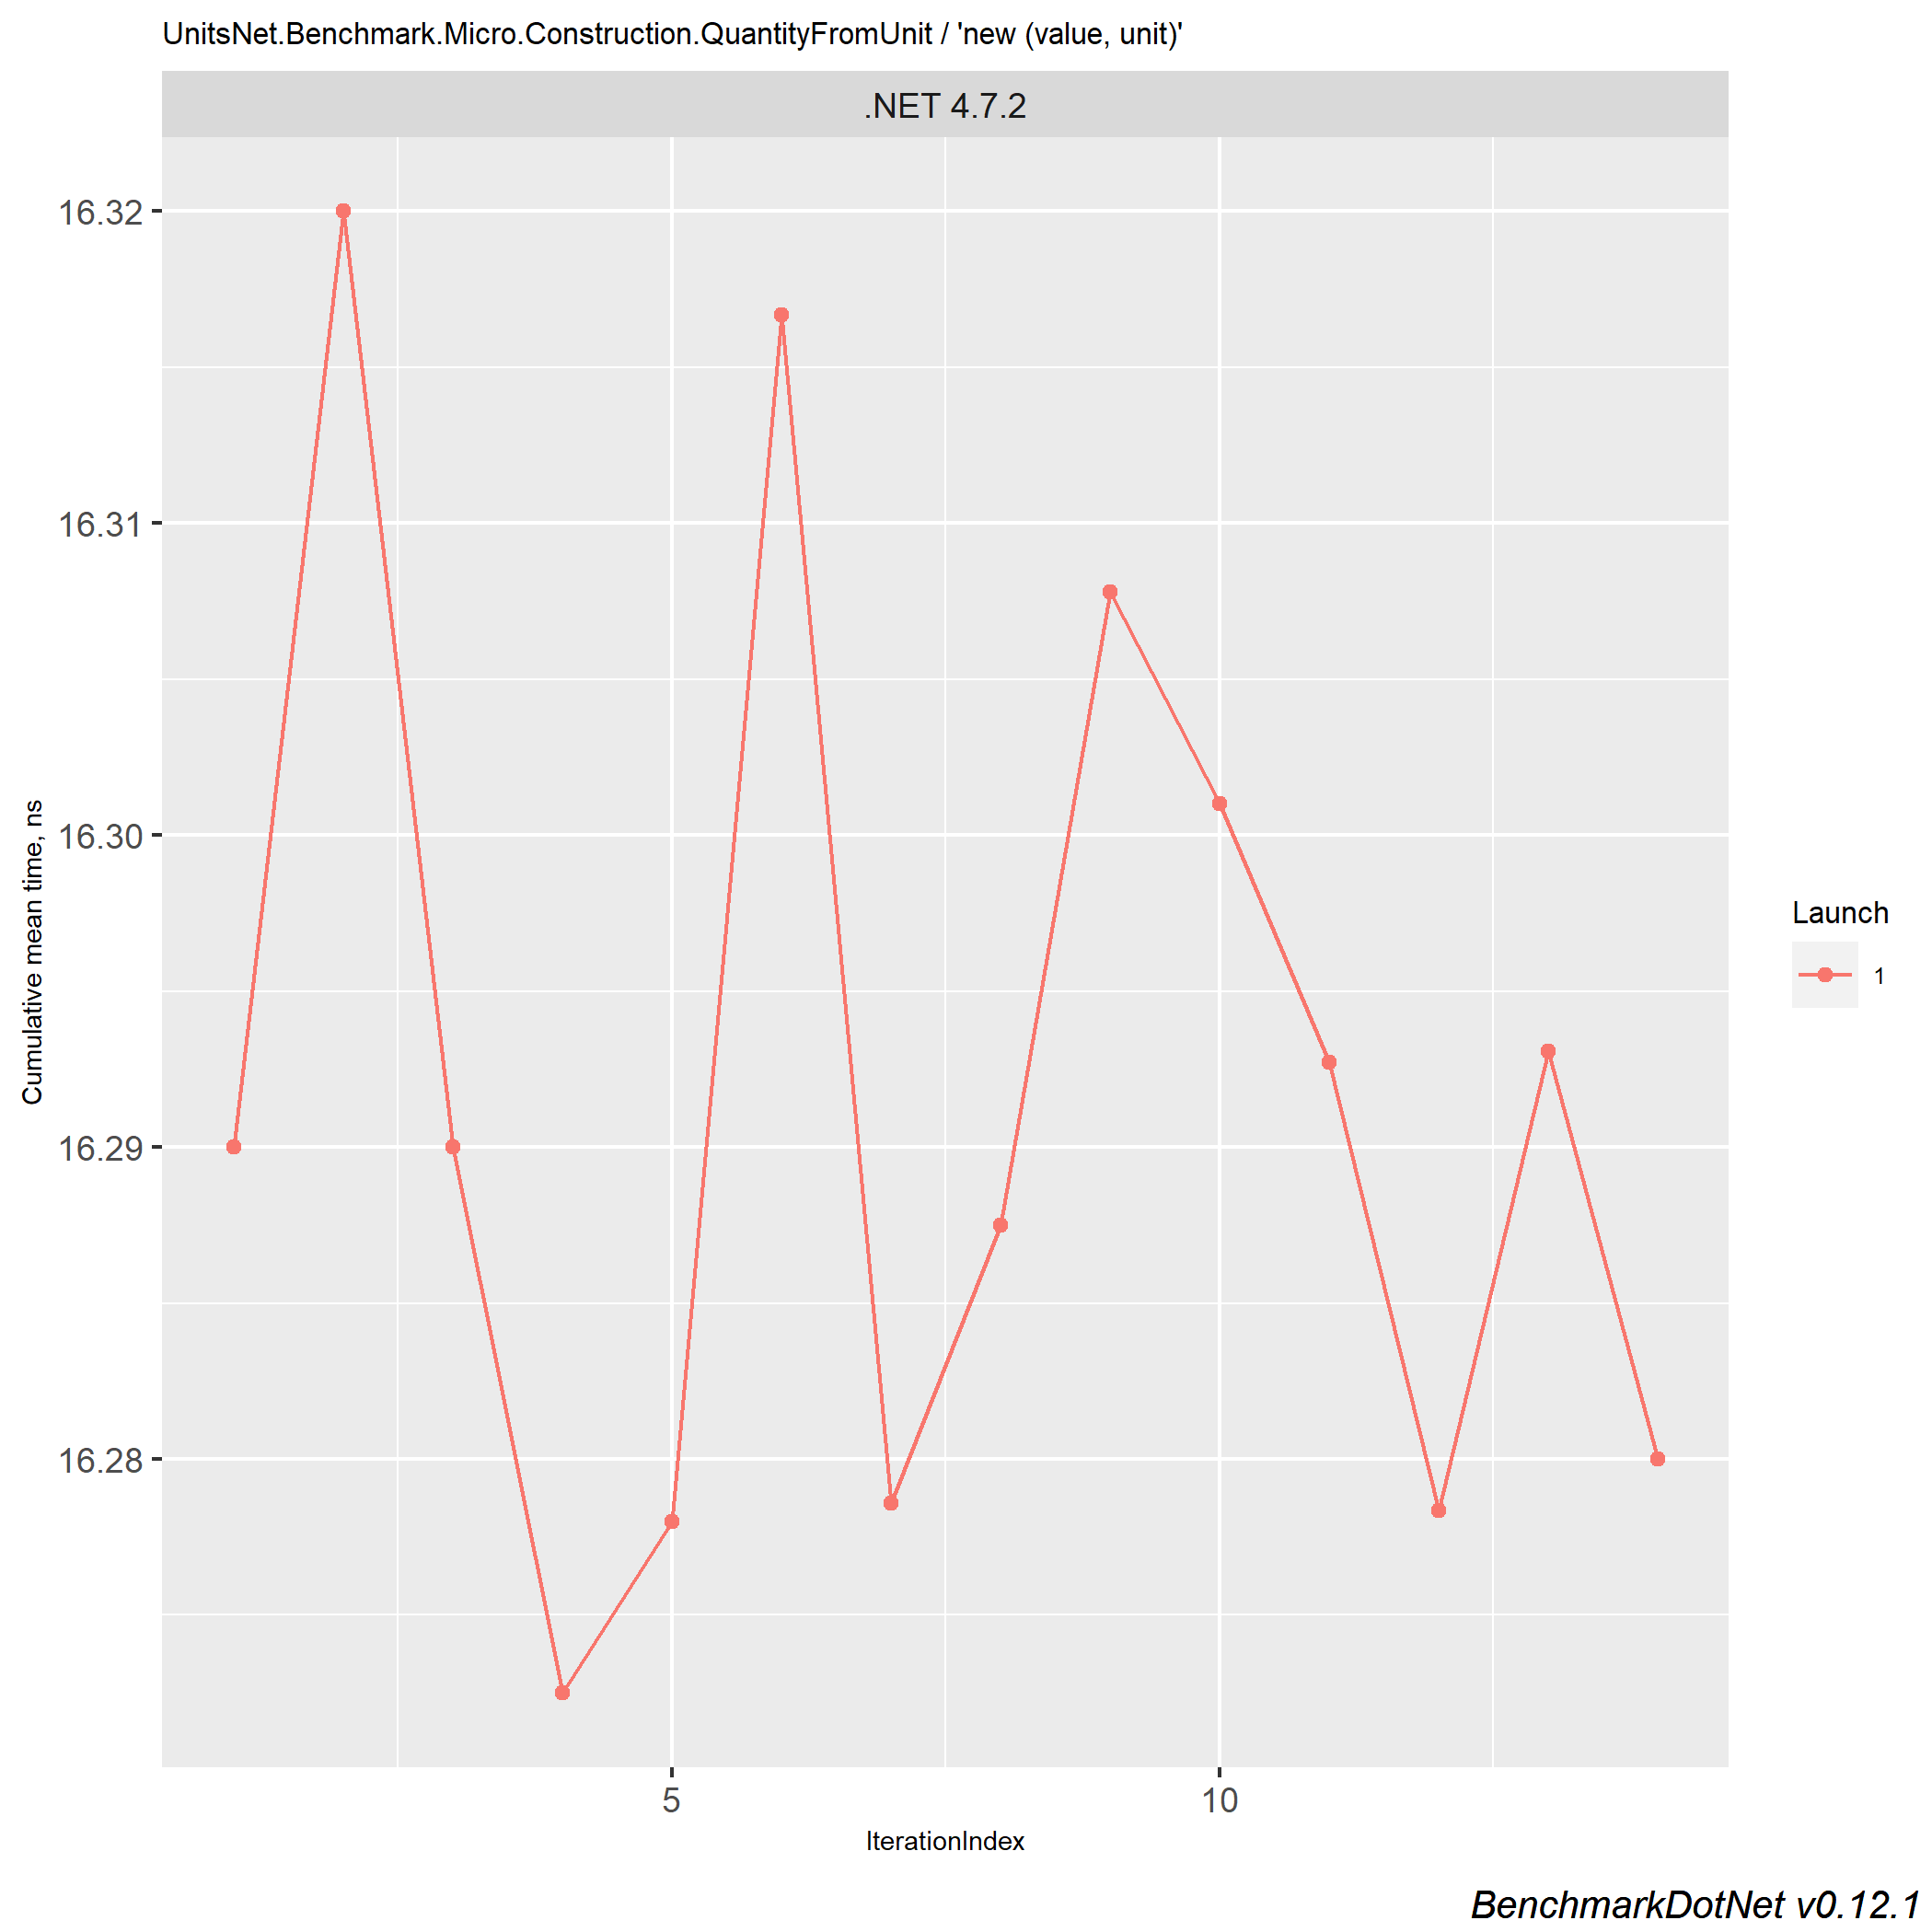 UnitsNet.Benchmark.Micro.Construction.QuantityFromUnit / 'new (value, unit)'
.NET 4.7.2
16.32
16.31
16.30
16.29
16.28
Cumulative mean time, ns
5
10
IterationIndex
Launch
1
BenchmarkDotNet v0.12.1